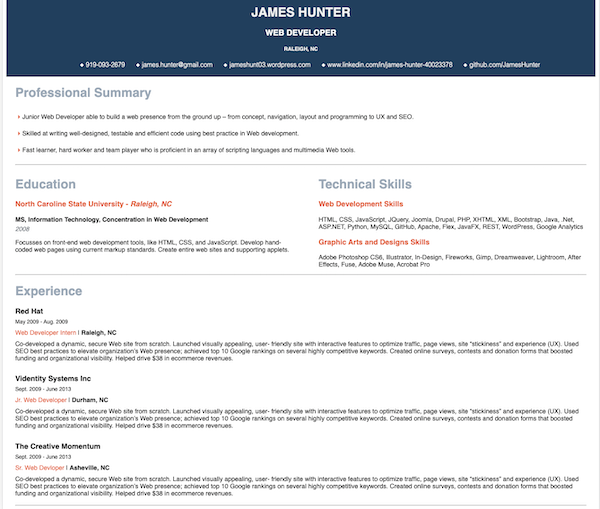 JAMES HUNTER
WEB DEVELOPER
RALEIGH, NC
919-093-2679 james.hunter@gmail.com jameshunt03.wordpress.com www.linkedin.com/in/james-hunter-40023378 github.com/JamesHunter
Professional Summary
Junior Web Developer able to build a web presence from the ground up – from concept, navigation, layout and programming to UX and SEO.
Skilled at writing well-designed, testable and efficient code using best practice in Web development.
Fast learner, hard worker and team player who is proficient in an array of scripting languages and multimedia Web tools.
Education
North Caroline State University - Raleigh, NC
MS, Information Technology, Concentration in Web Development
2008
Focusses on front-end web development tools, like HTML, CSS, and JavaScript. Develop hand-
coded web pages using current markup standards. Create entire web sites and supporting applets.
Technical Skills
Web Development Skills
HTML, CSS, JavaScript, JQuery, Joomla, Drupal, PHP, XHTML, XML, Bootstrap, Java, .Net,
ASP.NET, Python, MySQL, GitHub, Apache, Flex, JavaFX, REST, WordPress, Google Analytics
Graphic Arts and Designs Skills
Adobe Photoshop CS6, Illustrator, In-Design, Fireworks, Gimp, Dreamweaver, Lightroom, After
Effects, Fuse, Adobe Muse, Acrobat Pro
Experience
Red Hat
May 2009 - Aug. 2009
Web Developer Intern | Raleigh, NC
Co-developed a dynamic, secure Web site from scratch. Launched visually appealing, user- friendly site with interactive features to optimize traffic, page views, site "stickiness" and experience (UX). Used
SEO best practices to elevate organization's Web presence; achieved top 10 Google rankings on several highly competitive keywords. Created online surveys, contests and donation forms that boosted
funding and organizational visibility. Helped drive $38 in ecommerce revenues.
Videntity Systems Inc
Sept. 2009 - June 2013
Jr. Web Developer | Durham, NC
Co-developed a dynamic, secure Web site from scratch. Launched visually appealing, user- friendly site with interactive features to optimize traffic, page views, site "stickiness" and experience (UX). Used
SEO best practices to elevate organization's Web presence; achieved top 10 Google rankings on several highly competitive keywords. Created online surveys, contests and donation forms that boosted
funding and organizational visibility. Helped drive $38 in ecommerce revenues.
The Creative Momentum
Sept. 2009 - June 2013
Sr. Web Devloper | Asheville, NC
Co-developed a dynamic, secure Web site from scratch. Launched visually appealing, user- friendly site with interactive features to optimize traffic, page views, site "stickiness" and experience (UX). Used
SEO best practices to elevate organization's Web presence; achieved top 10 Google rankings on several highly competitive keywords. Created online surveys, contests and donation forms that boosted
funding and organizational visibility. Helped drive $38 in ecommerce revenues.